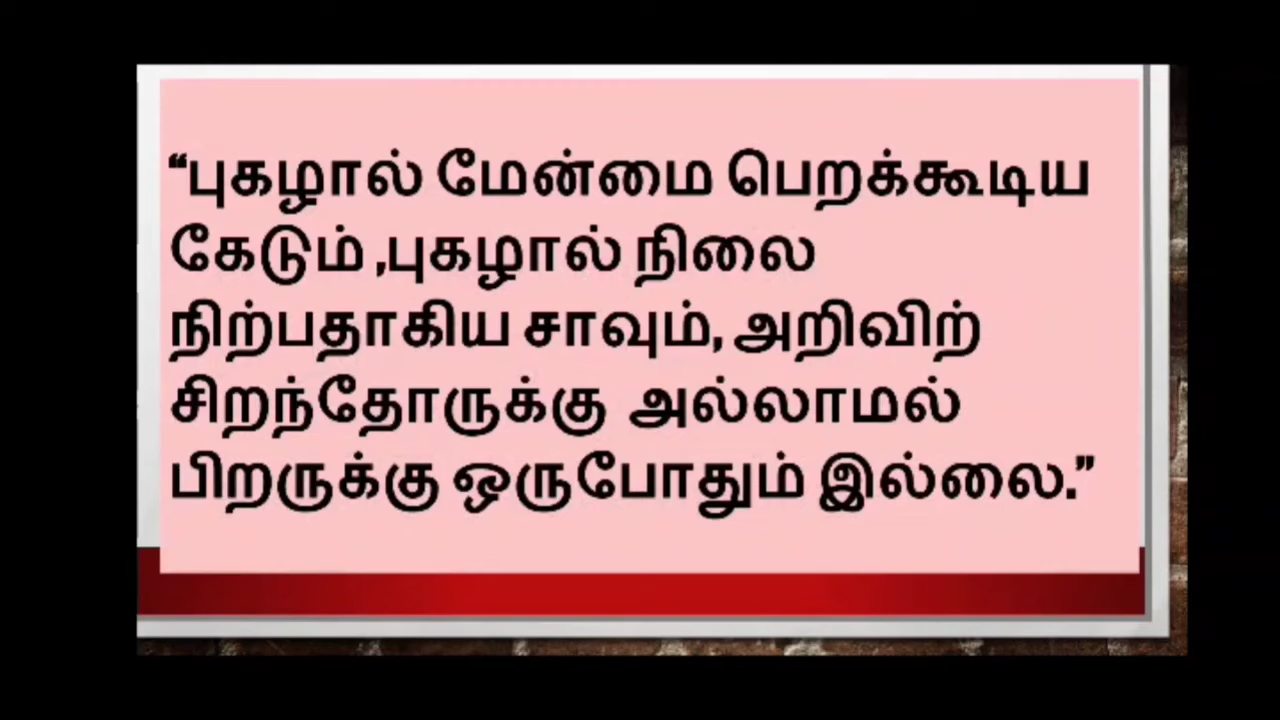 “புகழால் மேன்மை பெறக்கூடிய
கேடும் ,புகழால் நிலை
நிற்பதாகிய சாவும், அறிவிற்
சிறந்தோருக்கு அல்லாமல்
பிறருக்கு ஒருபோதும் இல்லை.”